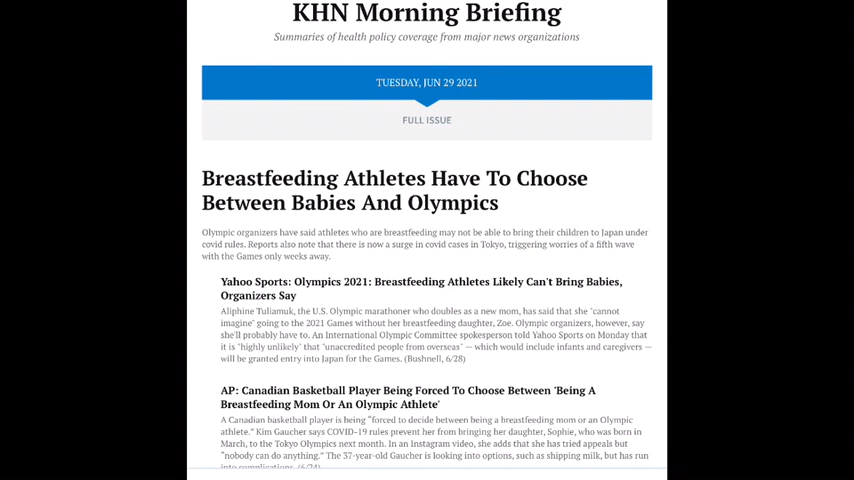 KHN Morning Briefing
Summaries of health policy coverage from major news organizations
TUESDAY, JUN 29 2021
FULL ISSUE
Breastfeeding Athletes Have To Choose
Between Babies And Olympics
Olympic organizers have said athletes who are breastfeeding may not be able to bring their children to Japan under
covid rules. Reports also note that there is now a surge in covid cases in Tokyo, triggering worries of a fifth wave
with the Games only weeks away.
Yahoo Sports: Olympics 2021: Breastfeeding Athletes Likely Can't Bring Babies,
Organizers Say
Aliphine Tuliamuk, the U.S. Olympic marathoner who doubles as a new mom, has said that she "cannot
imagine" going to the 2021 Games without her breastfeeding daughter, Zoe. Olympic organizers, however, say
she'll probably have to. An International Olympic Committee spokesperson told Yahoo Sports on Monday that
it is "highly unlikely" that "unaccredited people from overseas" — which would include infants and caregivers —
will be granted entry into Japan for the Games. (Bushnell, 6/28)
AP: Canadian Basketball Player Being Forced To Choose Between 'Being A
Breastfeeding Mom Or An Olympic Athlete'
A Canadian basketball player is being “forced to decide between being a breastfeeding mom or an Olympic
athlete.” Kim Gaucher says COVID-19 rules prevent her from bringing her daughter, Sophie, who was born in
March, to the Tokyo Olympics next month. In an Instagram video, she adds that she has tried appeals but
“nobody can do anything.” The 37-year-old Gaucher is looking into options, such as shipping milk, but has run
into complications. (6/24)